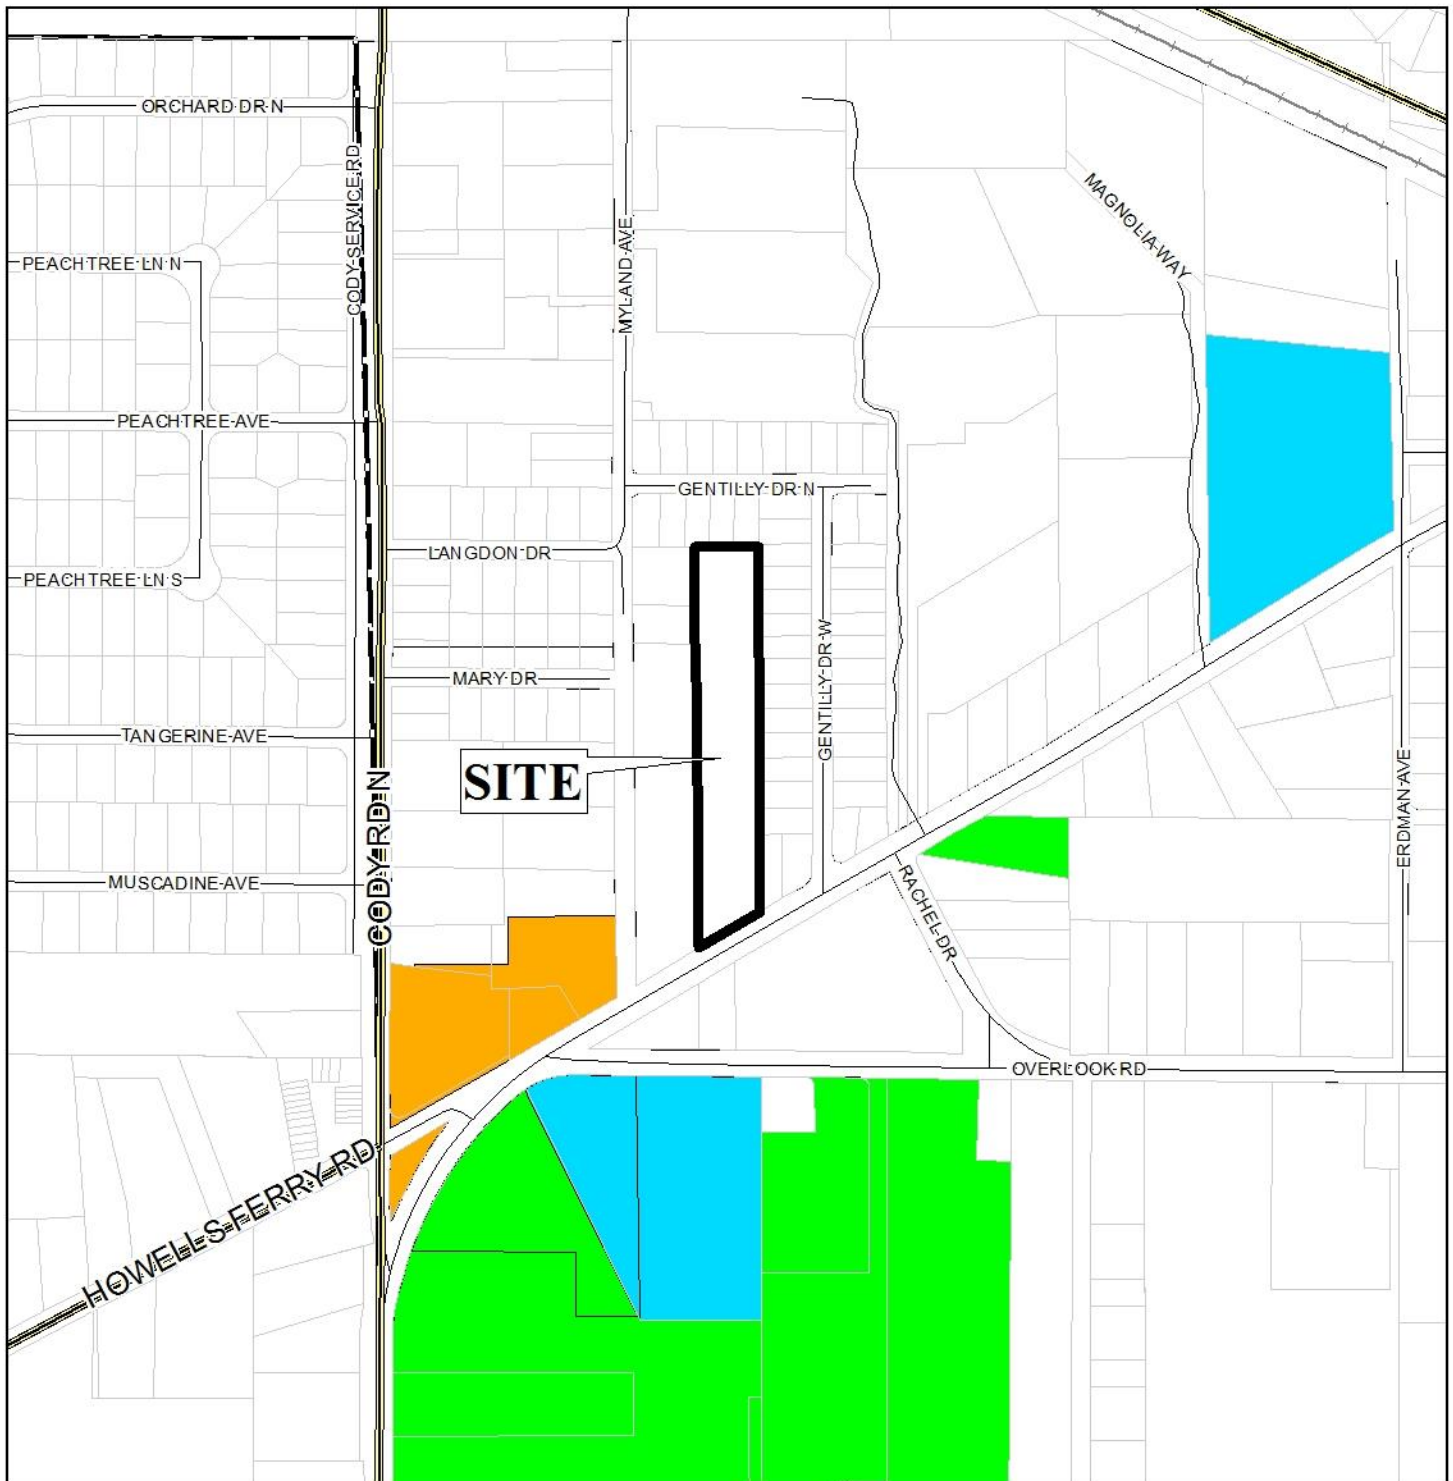 ORCHARD DR N
CODY SERVICE RD
MYLAND AVE
MAGNOLIA WAY
PEACHTREE LN N
PEACHTREE AVE
GENTILLY DR N
LANGDON DR
PEACHTREE LN S
GENTILLY DR W
MARY DR
TANGERINE AVE
SITE
CODY RD N
ERDMAN AVE
MUSCADINE AVE
RACHEL DR
OVERLOOK RD
HOWELLS FERRY RD